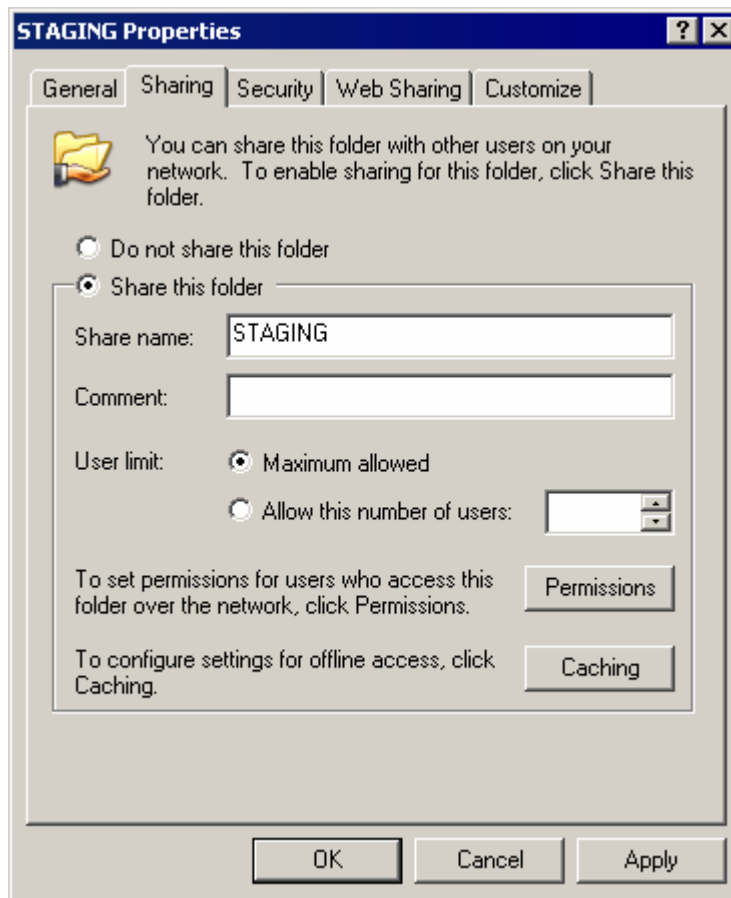 STAGING Properties
General Sharing Security Web Sharing Customize
You can share this folder with other users on your
network. To enable sharing for this folder, click Share this
folder.
Do not share this folder
Share this folder
Share name: STAGING
Comment:
User limit: Maximum allowed
Allow this number of users:
To set permissions for users who access this
folder over the network, click Permissions.
Permissions
To configure settings for offline access, click
Caching.
Caching
OK Cancel Apply